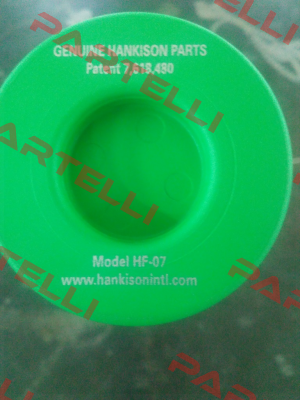 GENUINE HANKISON PARTS
Patent 7,618,480
Model HF-07
www.hankisonintl.com
PARTELLI
PARTELLI
PARTELLI
PARTELLI